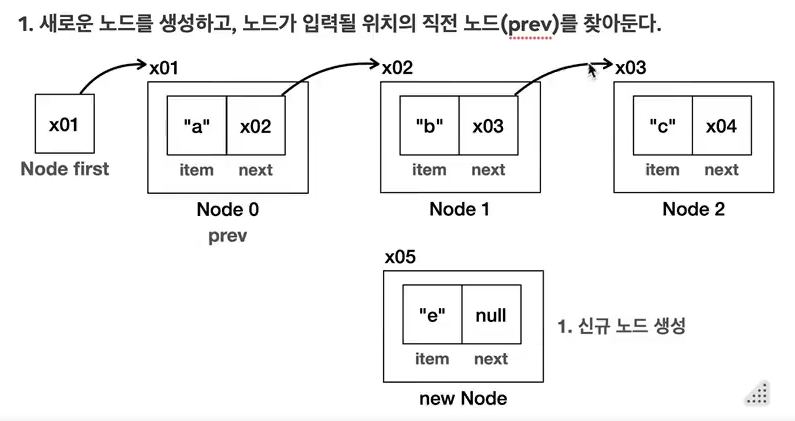 1. 새로운 노드를 생성하고, 노드가 입력될 위치의 직전 노드(prev)를 찾아둔다.
x01 x02 x03
x01 "a" x02 "b" x03 "c" x04
Node first item next item next item next
Node 0 Node 1 Node 2
prev
x05
"e" null 1. 신규 노드 생성
item next
new Node